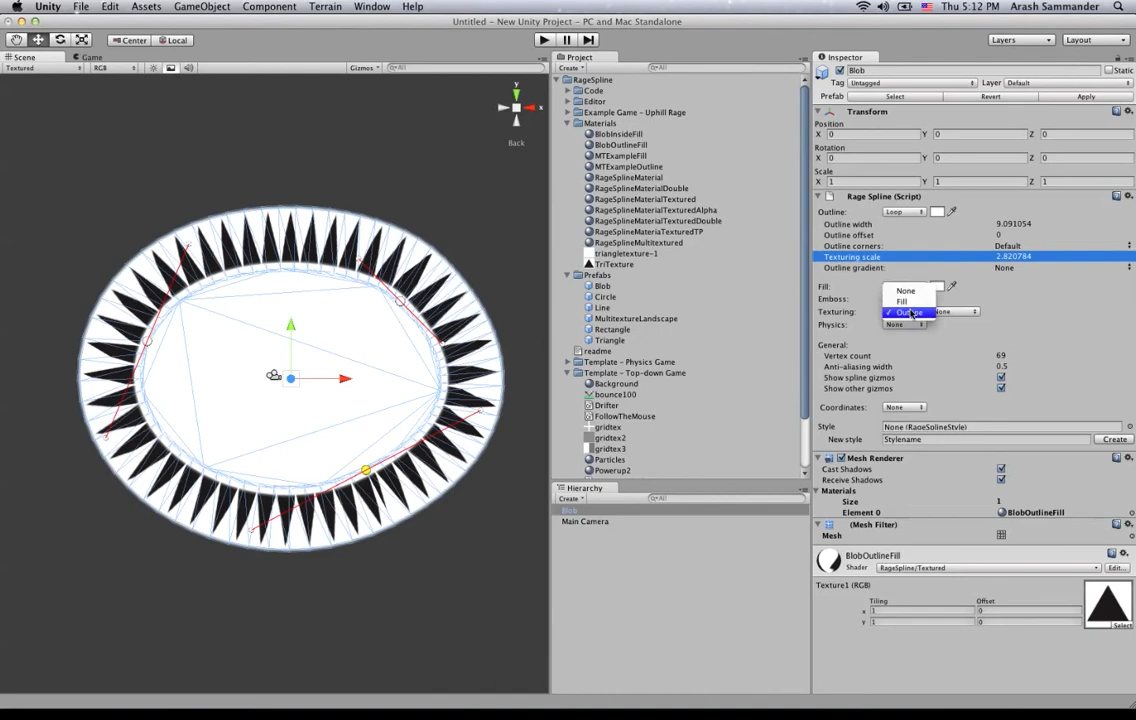 Unity File Edit Assets GameObject Component Terrain Window Help Thu 5:12 PM Arash Sammander
Untitled - New Unity Project - PC and Mac Standalone
Center Local Layers Layout
Scene Game
Textured RGB Gizmos All
y
x
Back
Project
Create All
RageSpline
Code
Editor
Example Game - Uphill Rage
Materials
BlobInsideFill
BlobOutlineFill
MTExampleFill
MTExampleOutline
RageSplineMaterial
RageSplineMaterialDouble
RageSplineMaterialTextured
RageSplineMaterialTexturedAlpha
RageSplineMaterialTexturedDouble
RageSplineMateriaTexturedTP
RageSplineMultitextured
triangletexture-1
TriTexture
Prefabs
Blob
Circle
Line
MultitextureLandscape
Rectangle
Triangle
readme
Template - Physics Game
Template - Top-down Game
Background
bounce100
Drifter
FollowTheMouse
gridtex
gridtex2
gridtex3
Particles
Powerup2
Hierarchy
Create All
Blob
Main Camera
Inspector
Blob Static
Tag Untagged Layer Default
Prefab Select Revert Apply
Transform
Position
X 0 Y 0 Z 0
Rotation
X 0 Y 0 Z 0
Scale
X 1 Y 1 Z 1
Rage Spline (Script)
Outline: Loop
Outline width 9.091054
Outline offset 0
Outline corners: Default
Texturing scale 2.820784
Outline gradient: None
Fill:
Emboss:
Texturing: None
Physics: None
None
Fill
Outline
General:
Vertex count 69
Anti-aliasing width 0.5
Show spline gizmos
Show other gizmos
Coordinates: None
Style None (RageSplineStyle)
New style Stylename Create
Mesh Renderer
Cast Shadows
Receive Shadows
Materials
Size 1
Element 0 BlobOutlineFill
(Mesh Filter)
Mesh
BlobOutlineFill
Shader RageSpline/Textured Edit...
Texture1 (RGB)
Tiling Offset
x 1 0
y 1 0
Select